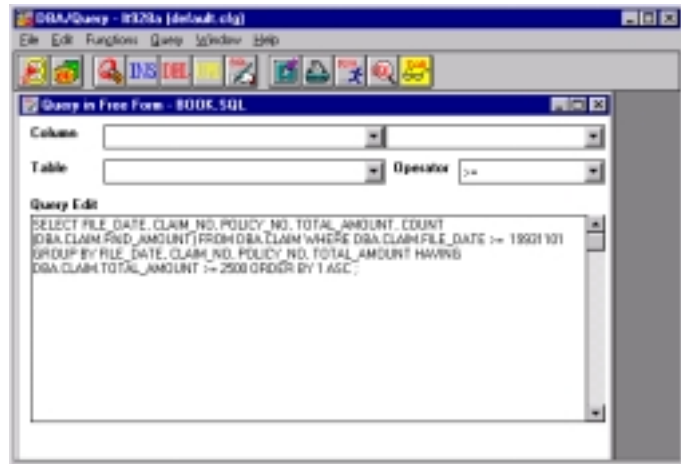 DBA/Query - lt928a (default.cfg)
File Edit Functions Query Window Help
INS DEL
Query in Free Form - BOOK.SQL
Column
Table Operator >=
Query Edit
SELECT FILE_DATE, CLAIM_NO, POLICY_NO, TOTAL_AMOUNT, COUNT
(DBA.CLAIM.PAID_AMOUNT) FROM DBA.CLAIM WHERE DBA.CLAIM.FILE_DATE >= 19931101
GROUP BY FILE_DATE, CLAIM_NO, POLICY_NO, TOTAL_AMOUNT HAVING
DBA.CLAIM.TOTAL_AMOUNT >= 2500 ORDER BY 1 ASC ;